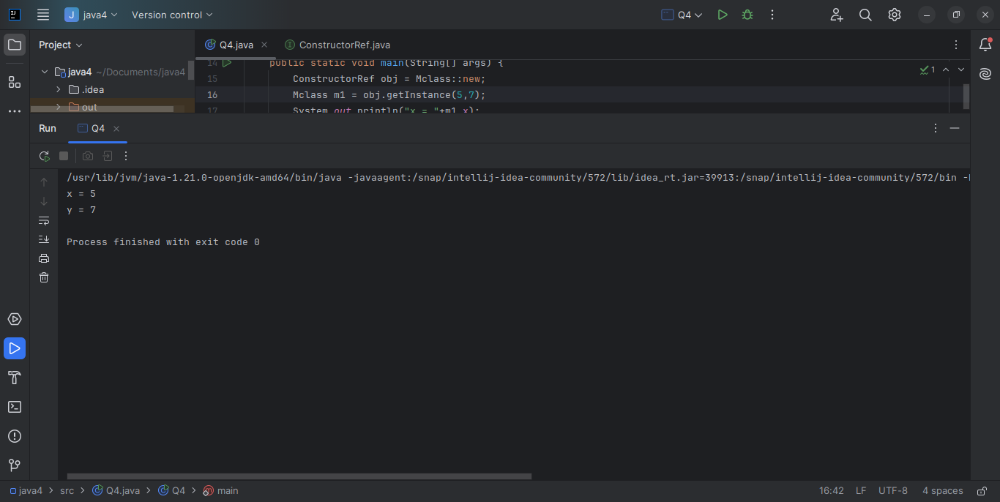 J java4 Version control Q4
Project
Q4.java ConstructorRef.java
java4 ~/Documents/java4
.idea
out
14 public static void main(String[] args) {
15 ConstructorRef obj = Mclass::new;
16 Mclass m1 = obj.getInstance(5,7);
17 System.out.println("x = "+m1.x);
1
Run Q4
/usr/lib/jvm/java-1.21.0-openjdk-amd64/bin/java -javaagent:/snap/intellij-idea-community/572/lib/idea_rt.jar=39913:/snap/intellij-idea-community/572/bin
x = 5
y = 7
Process finished with exit code 0
java4 > src > Q4.java > Q4 > main 16:42 LF UTF-8 4 spaces